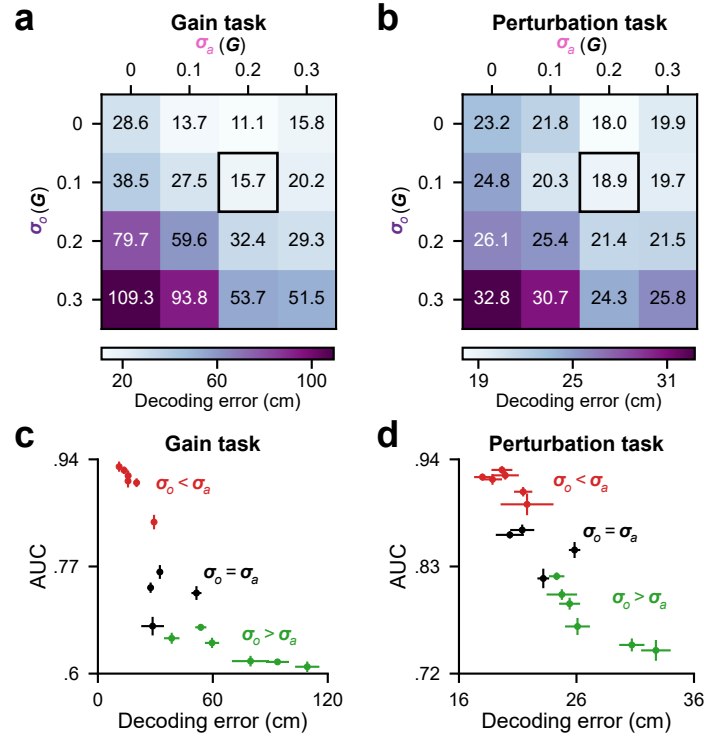 a
Gain task
σa (G)
0 0.1 0.2 0.3
σo (G)
0 28.6 13.7 11.1 15.8
0.1 38.5 27.5 15.7 20.2
0.2 79.7 59.6 32.4 29.3
0.3 109.3 93.8 53.7 51.5
20 60 100
Decoding error (cm)
b
Perturbation task
σa (G)
0 0.1 0.2 0.3
σo (G)
0 23.2 21.8 18.0 19.9
0.1 24.8 20.3 18.9 19.7
0.2 26.1 25.4 21.4 21.5
0.3 32.8 30.7 24.3 25.8
19 25 31
Decoding error (cm)
c
Gain task
AUC
.94
.77
.6
σo < σa
σo = σa
σo > σa
0 60 120
Decoding error (cm)
d
Perturbation task
AUC
.94
.83
.72
σo < σa
σo = σa
σo > σa
16 26 36
Decoding error (cm)